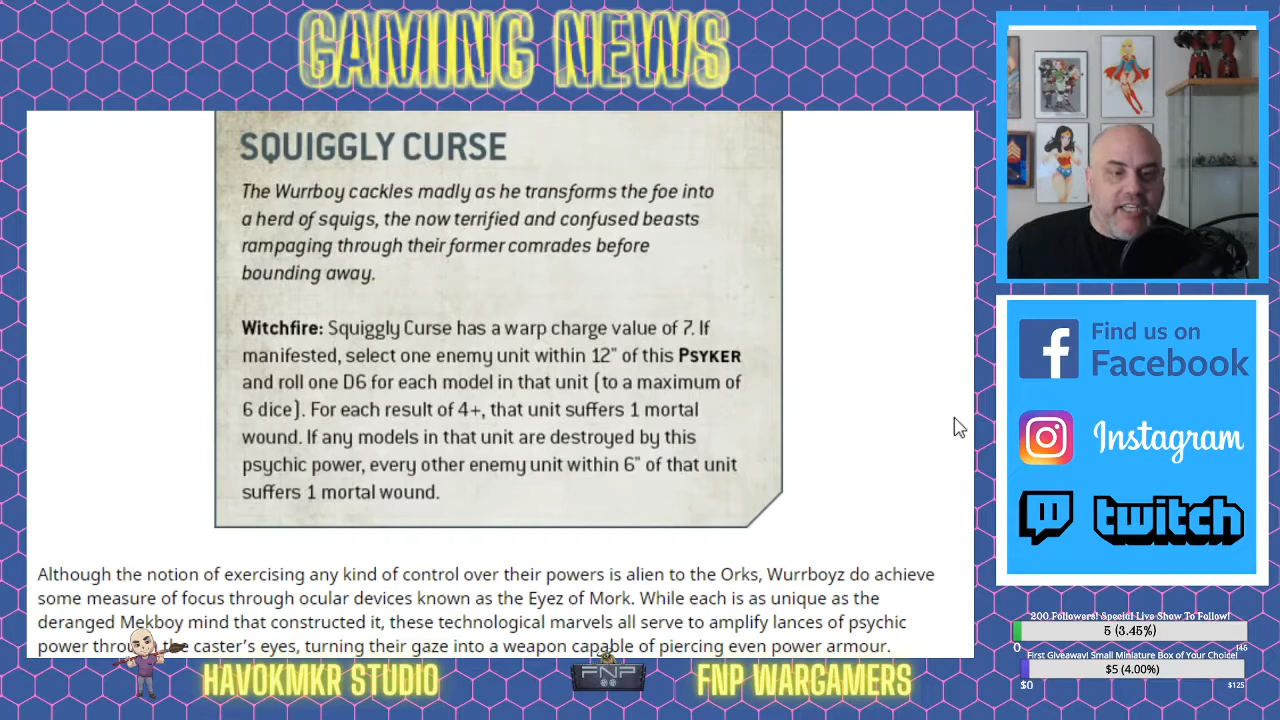 GAMING NEWS
SQUIGGLY CURSE
The Wurrboy cackles madly as he transforms the foe into
a herd of squigs, the now terrified and confused beasts
rampaging through their former comrades before
bounding away.
Witchfire: Squiggly Curse has a warp charge value of 7. If
manifested, select one enemy unit within 12" of this PSYKER
and roll one D6 for each model in that unit (to a maximum of
6 dice). For each result of 4+, that unit suffers 1 mortal
wound. If any models in that unit are destroyed by this
psychic power, every other enemy unit within 6" of that unit
suffers 1 mortal wound.
Although the notion of exercising any kind of control over their powers is alien to the Orks, Wurrboyz do achieve
some measure of focus through ocular devices known as the Eyez of Mork. While each is as unique as the
deranged Mekboy mind that constructed it, these technological marvels all serve to amplify lances of psychic
power caster's eyes, turning their gaze into a weapon capable of piercing even power armour.
HAVOKMKR STUDIO
FNP
FNP WARGAMERS
Find us on
Facebook
Instagram
twitch
200 Followers! Special Live Show To Follow!
5 (3.45%)
0 145
First Giveaway! Small Miniature Box of Your Choice!
$5 (4.00%)
$0 $125